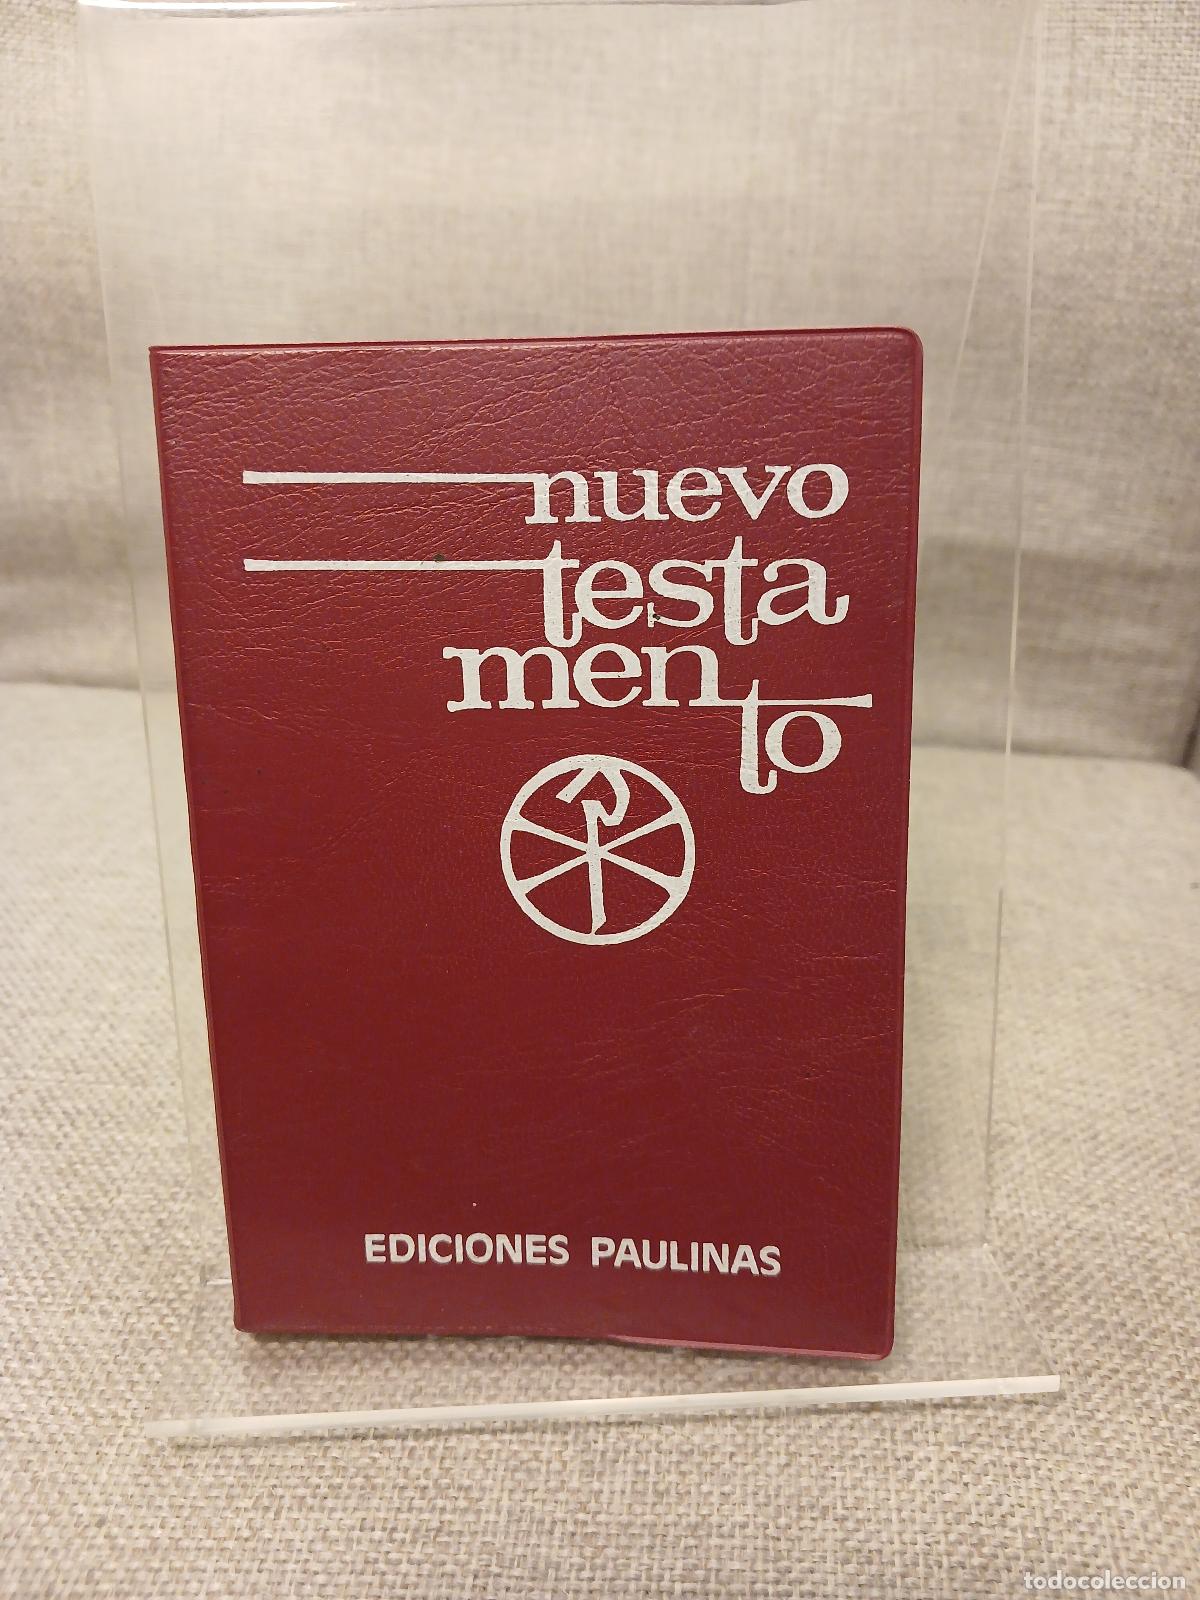 nuevo
testa
men
to
EDICIONES PAULINAS
todocoleccion